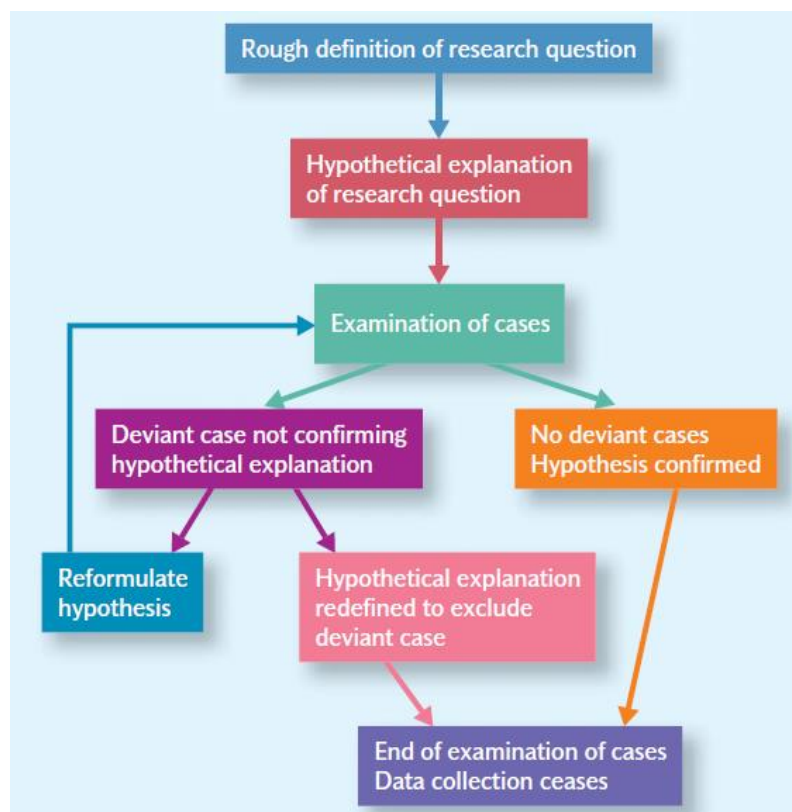 Rough definition of research question
Hypothetical explanation
of research question
Examination of cases
Deviant case not confirming
hypothetical explanation
No deviant cases
Hypothesis confirmed
Reformulate
hypothesis
Hypothetical explanation
redefined to exclude
deviant case
End of examination of cases
Data collection ceases